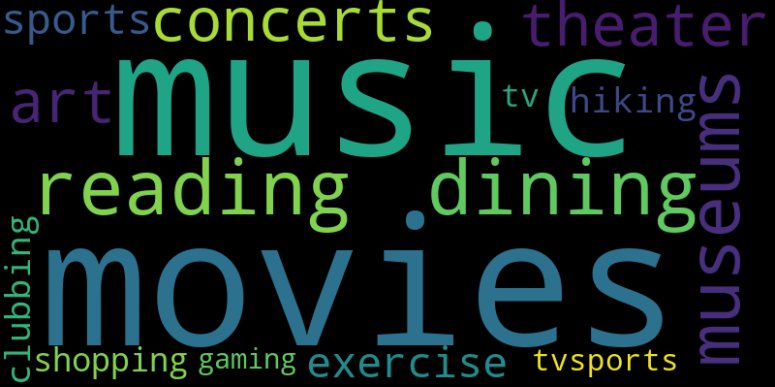 sports
concerts
theater
music
art
tv
hiking
museums
reading
dining
movies
clubbing
shopping
gaming
exercise
tvsports